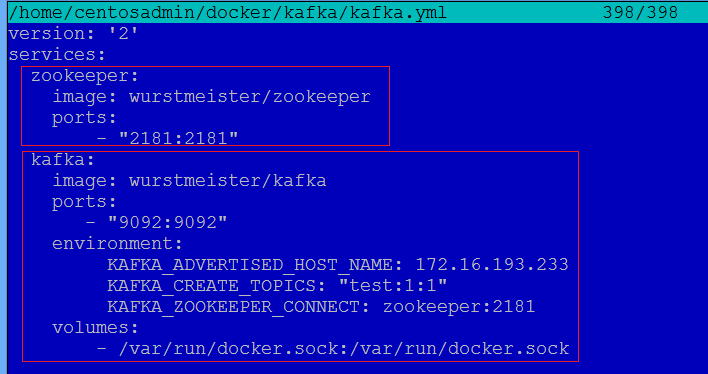 /home/centosadmin/docker/kafka/kafka.yml 398/398
version: '2'
services:
  zookeeper:
    image: wurstmeister/zookeeper
    ports:
        - "2181:2181"
  kafka:
    image: wurstmeister/kafka
    ports:
       - "9092:9092"
    environment:
         KAFKA_ADVERTISED_HOST_NAME: 172.16.193.233
         KAFKA_CREATE_TOPICS: "test:1:1"
         KAFKA_ZOOKEEPER_CONNECT: zookeeper:2181
    volumes:
        - /var/run/docker.sock:/var/run/docker.sock